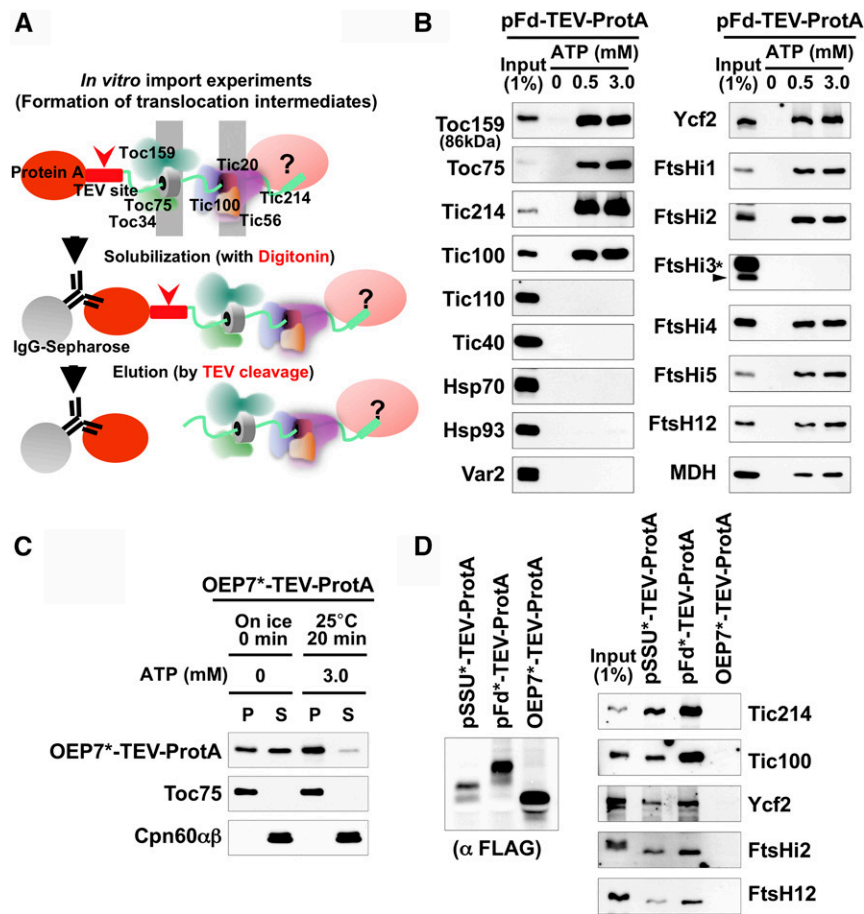 A
In vitro import experiments
(Formation of translocation intermediates)
Toc159
Tic20
?
Protein A
TEV site
Toc75
Toc34
Tic100
Tic214
Tic56
Solubilization (with Digitonin)
?
IgG-Sepharose
Elution (by TEV cleavage)
?
B
pFd-TEV-ProtA
Input
(1%)
ATP (mM)
0 0.5 3.0
Toc159
(86kDa)
Toc75
Tic214
Tic100
Tic110
Tic40
Hsp70
Hsp93
Var2
pFd-TEV-ProtA
Input
(1%)
ATP (mM)
0 0.5 3.0
Ycf2
FtsHi1
FtsHi2
FtsHi3*
FtsHi4
FtsHi5
FtsH12
MDH
C
OEP7*-TEV-ProtA
On ice 25°C
0 min 20 min
ATP (mM) 0 3.0
P S P S
OEP7*-TEV-ProtA
Toc75
Cpn60αβ
D
pSSU*-TEV-ProtA
pFd*-TEV-ProtA
OEP7*-TEV-ProtA
(α FLAG)
Input
(1%)
pSSU*-TEV-ProtA
pFd*-TEV-ProtA
OEP7*-TEV-ProtA
Tic214
Tic100
Ycf2
FtsHi2
FtsH12